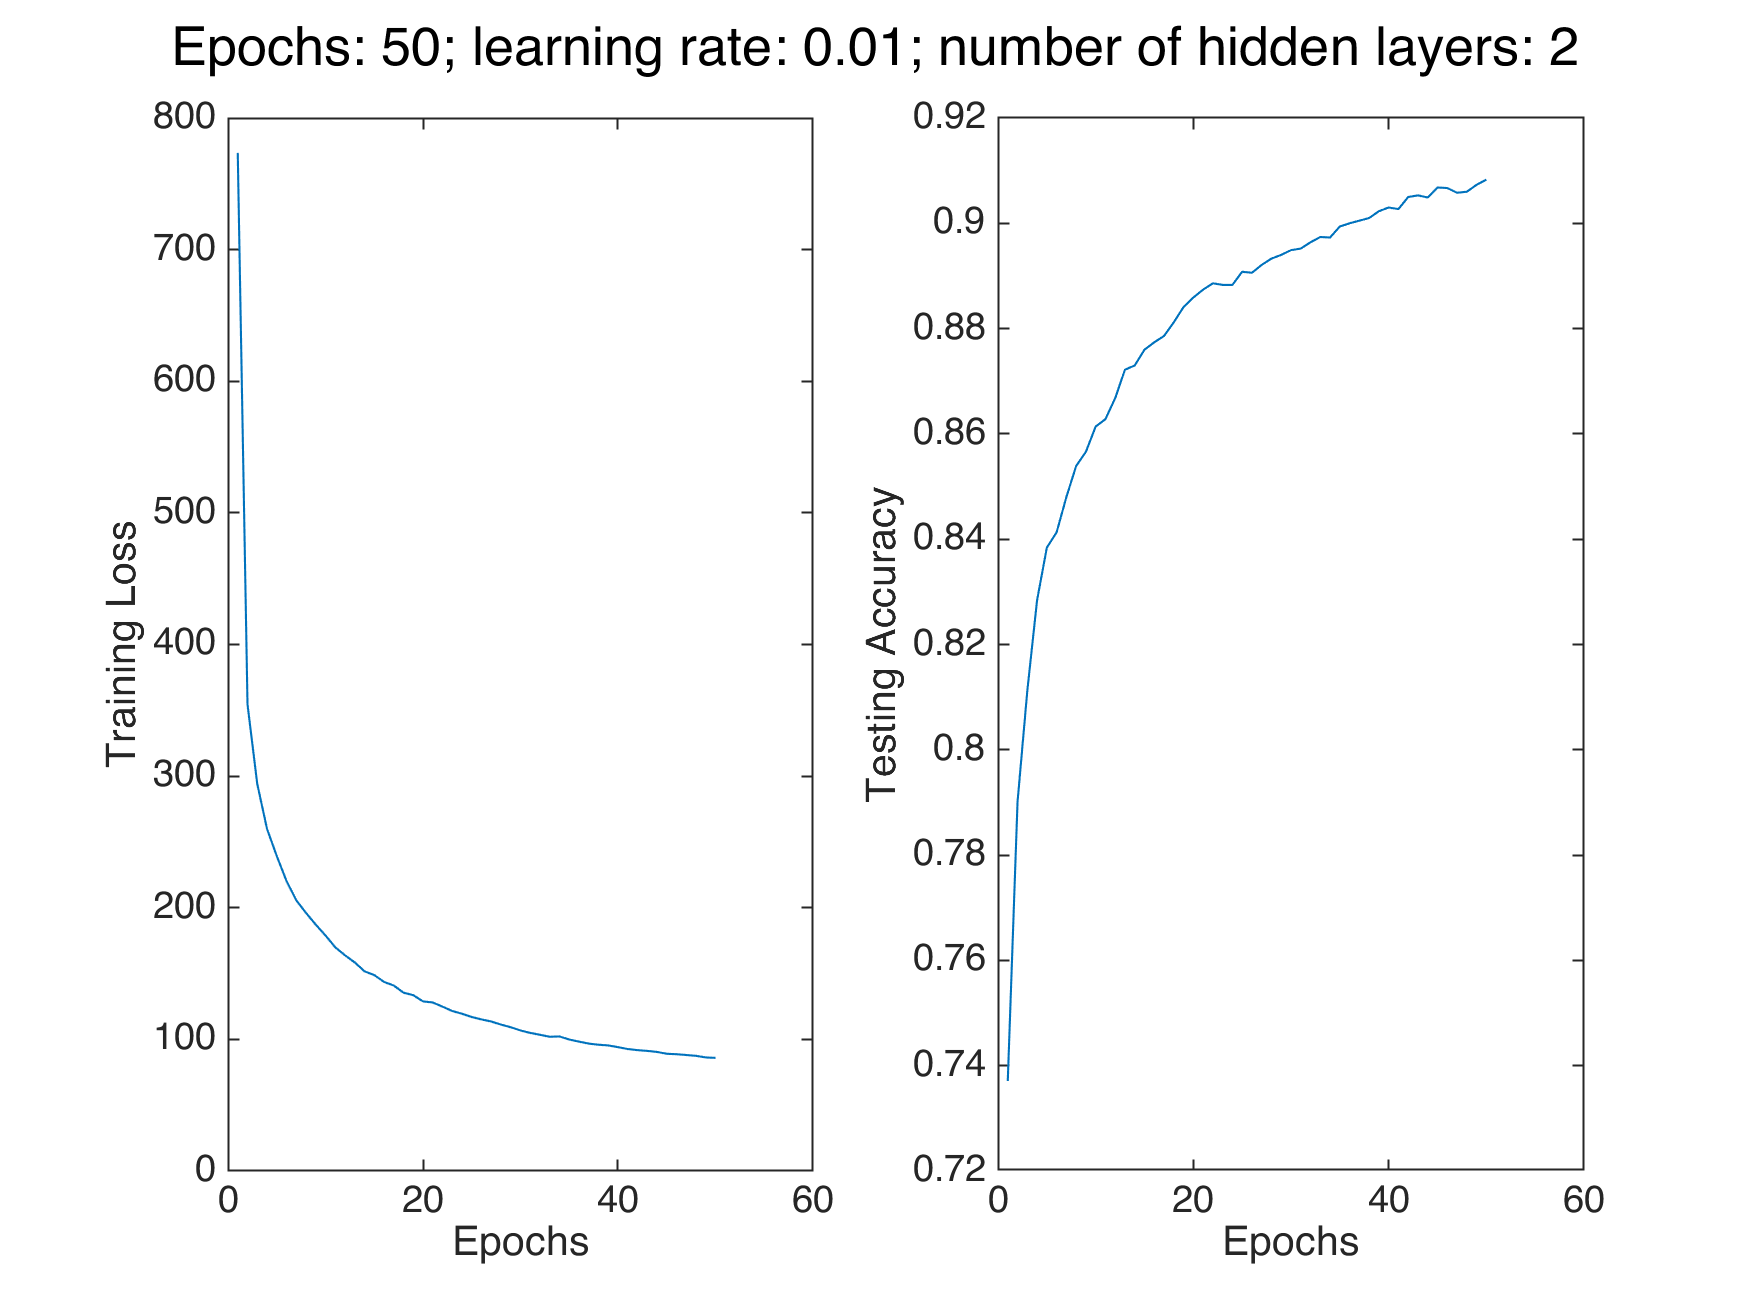 Epochs: 50; learning rate: 0.01; number of hidden layers: 2
800
700
600
500
400
300
200
100
0
Training Loss
0 20 40 60
Epochs
0.92
0.9
0.88
0.86
0.84
0.82
0.8
0.78
0.76
0.74
0.72
Testing Accuracy
0 20 40 60
Epochs